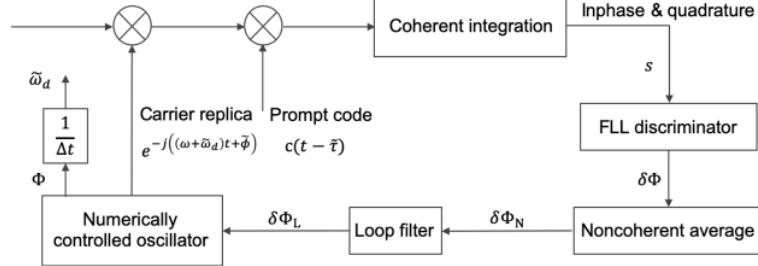 Inphase & quadrature
Coherent integration
s
ω̃_d
Carrier replica
Prompt code
1
Δt
e^{-j((ω+ω̃_d)t+ϕ̃)}
c(t − τ̃)
FLL discriminator
Φ
δΦ
Numerically
controlled oscillator
δΦ_L
Loop filter
δΦ_N
Noncoherent average